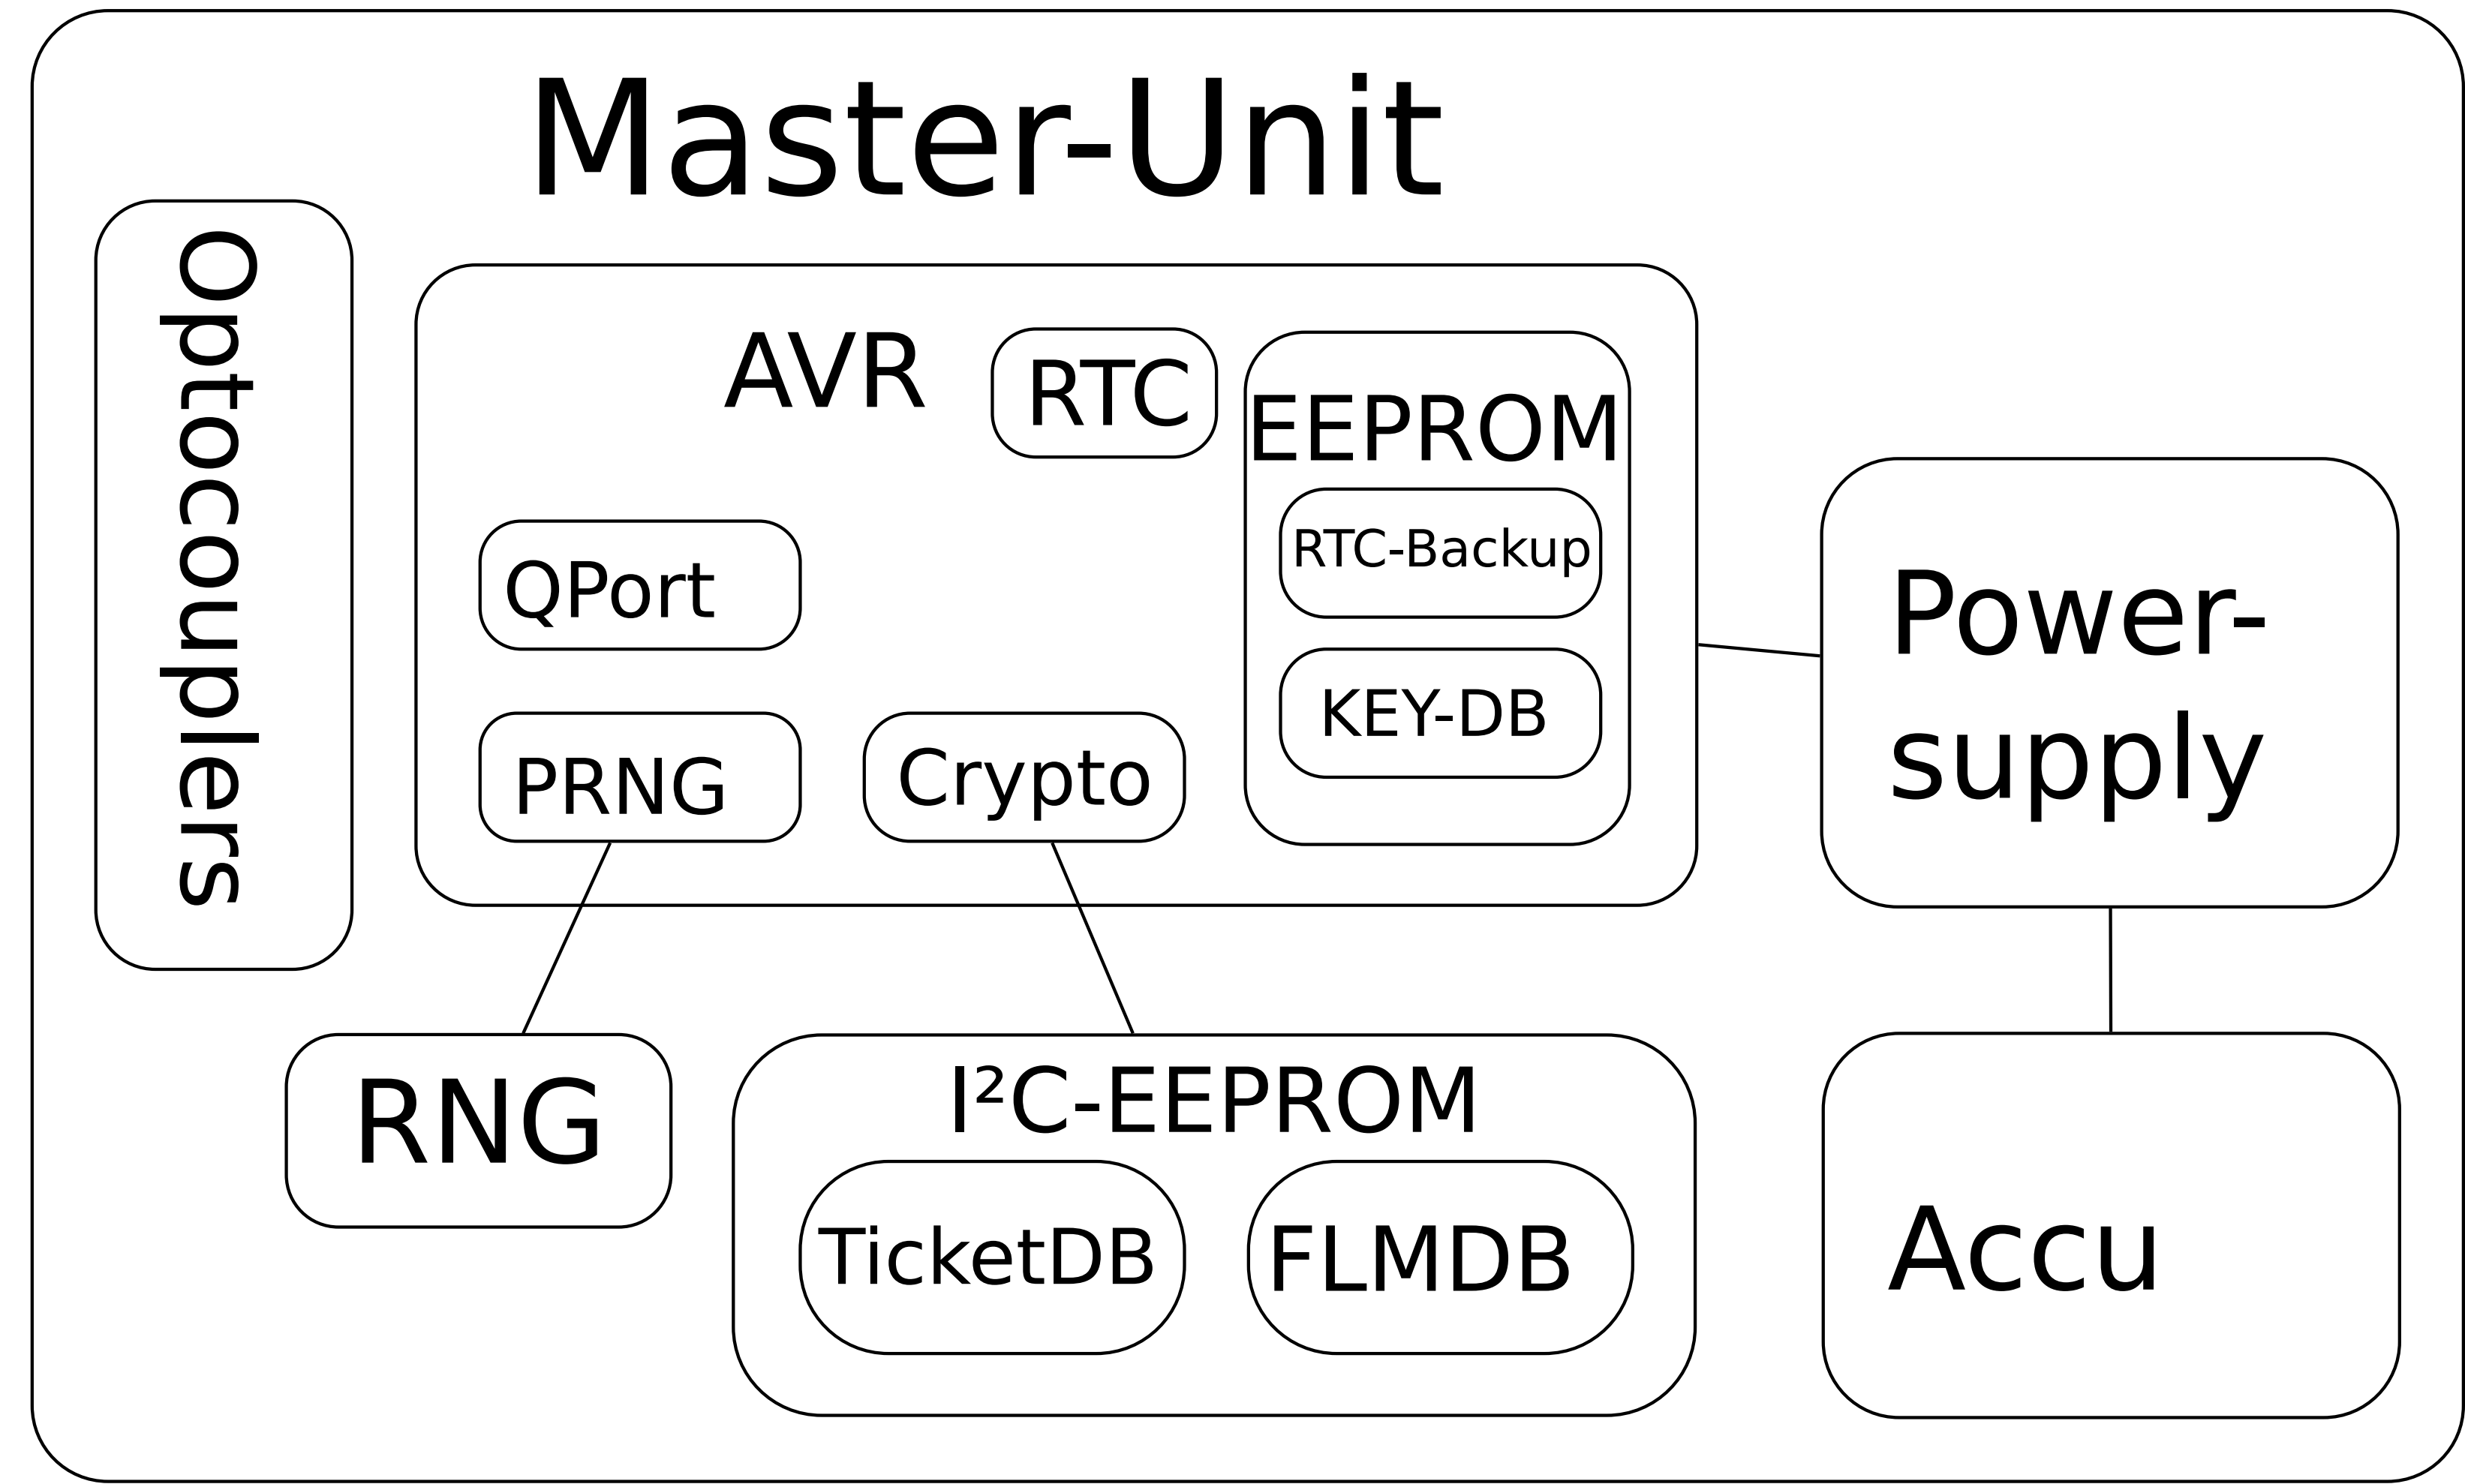 Master-Unit
Optocouplers
AVR
RTC
EEPROM
RTC-Backup
KEY-DB
QPort
PRNG
Crypto
Power-
supply
RNG
I²C-EEPROM
TicketDB
FLMDB
Accu